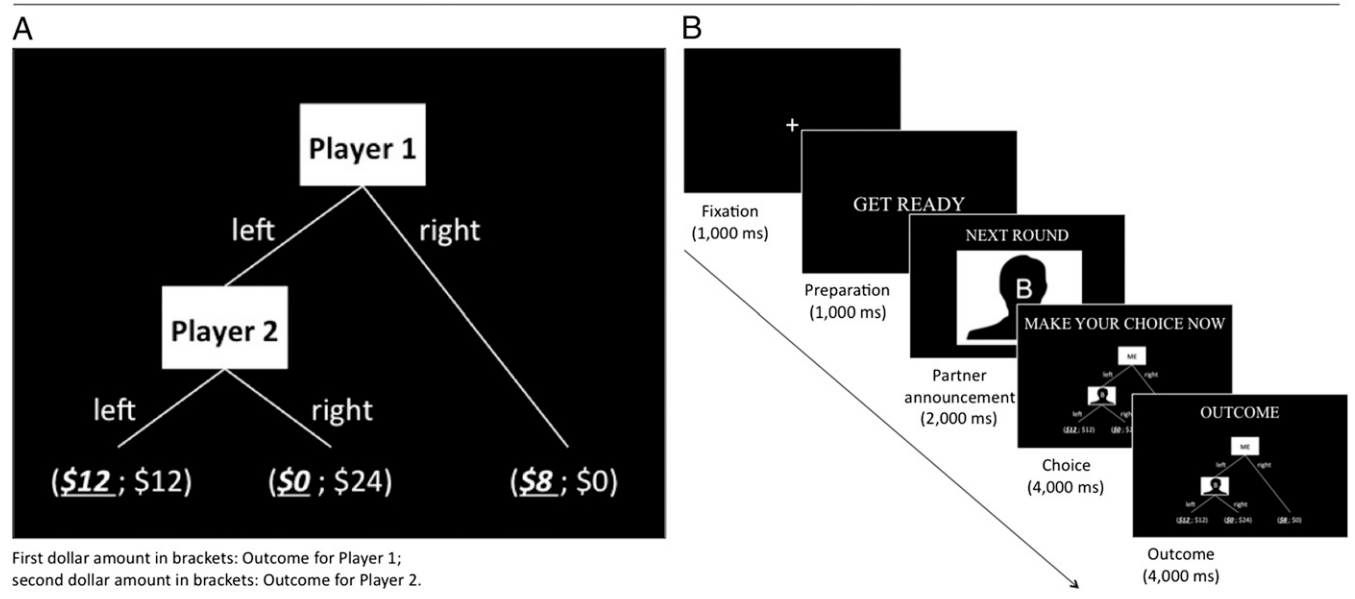 A
Player 1
left
right
Player 2
left
right
($12 ; $12)
($0 ; $24)
($8 ; $0)
First dollar amount in brackets: Outcome for Player 1;
second dollar amount in brackets: Outcome for Player 2.
B
+
Fixation
(1,000 ms)
GET READY
Preparation
(1,000 ms)
NEXT ROUND
B
Partner
announcement
(2,000 ms)
MAKE YOUR CHOICE NOW
ME
left
right
left
($12 ; $12)
Choice
(4,000 ms)
OUTCOME
ME
left
right
left
right
($12 ; $12)
($0 ; $24)
($8 ; $0)
Outcome
(4,000 ms)